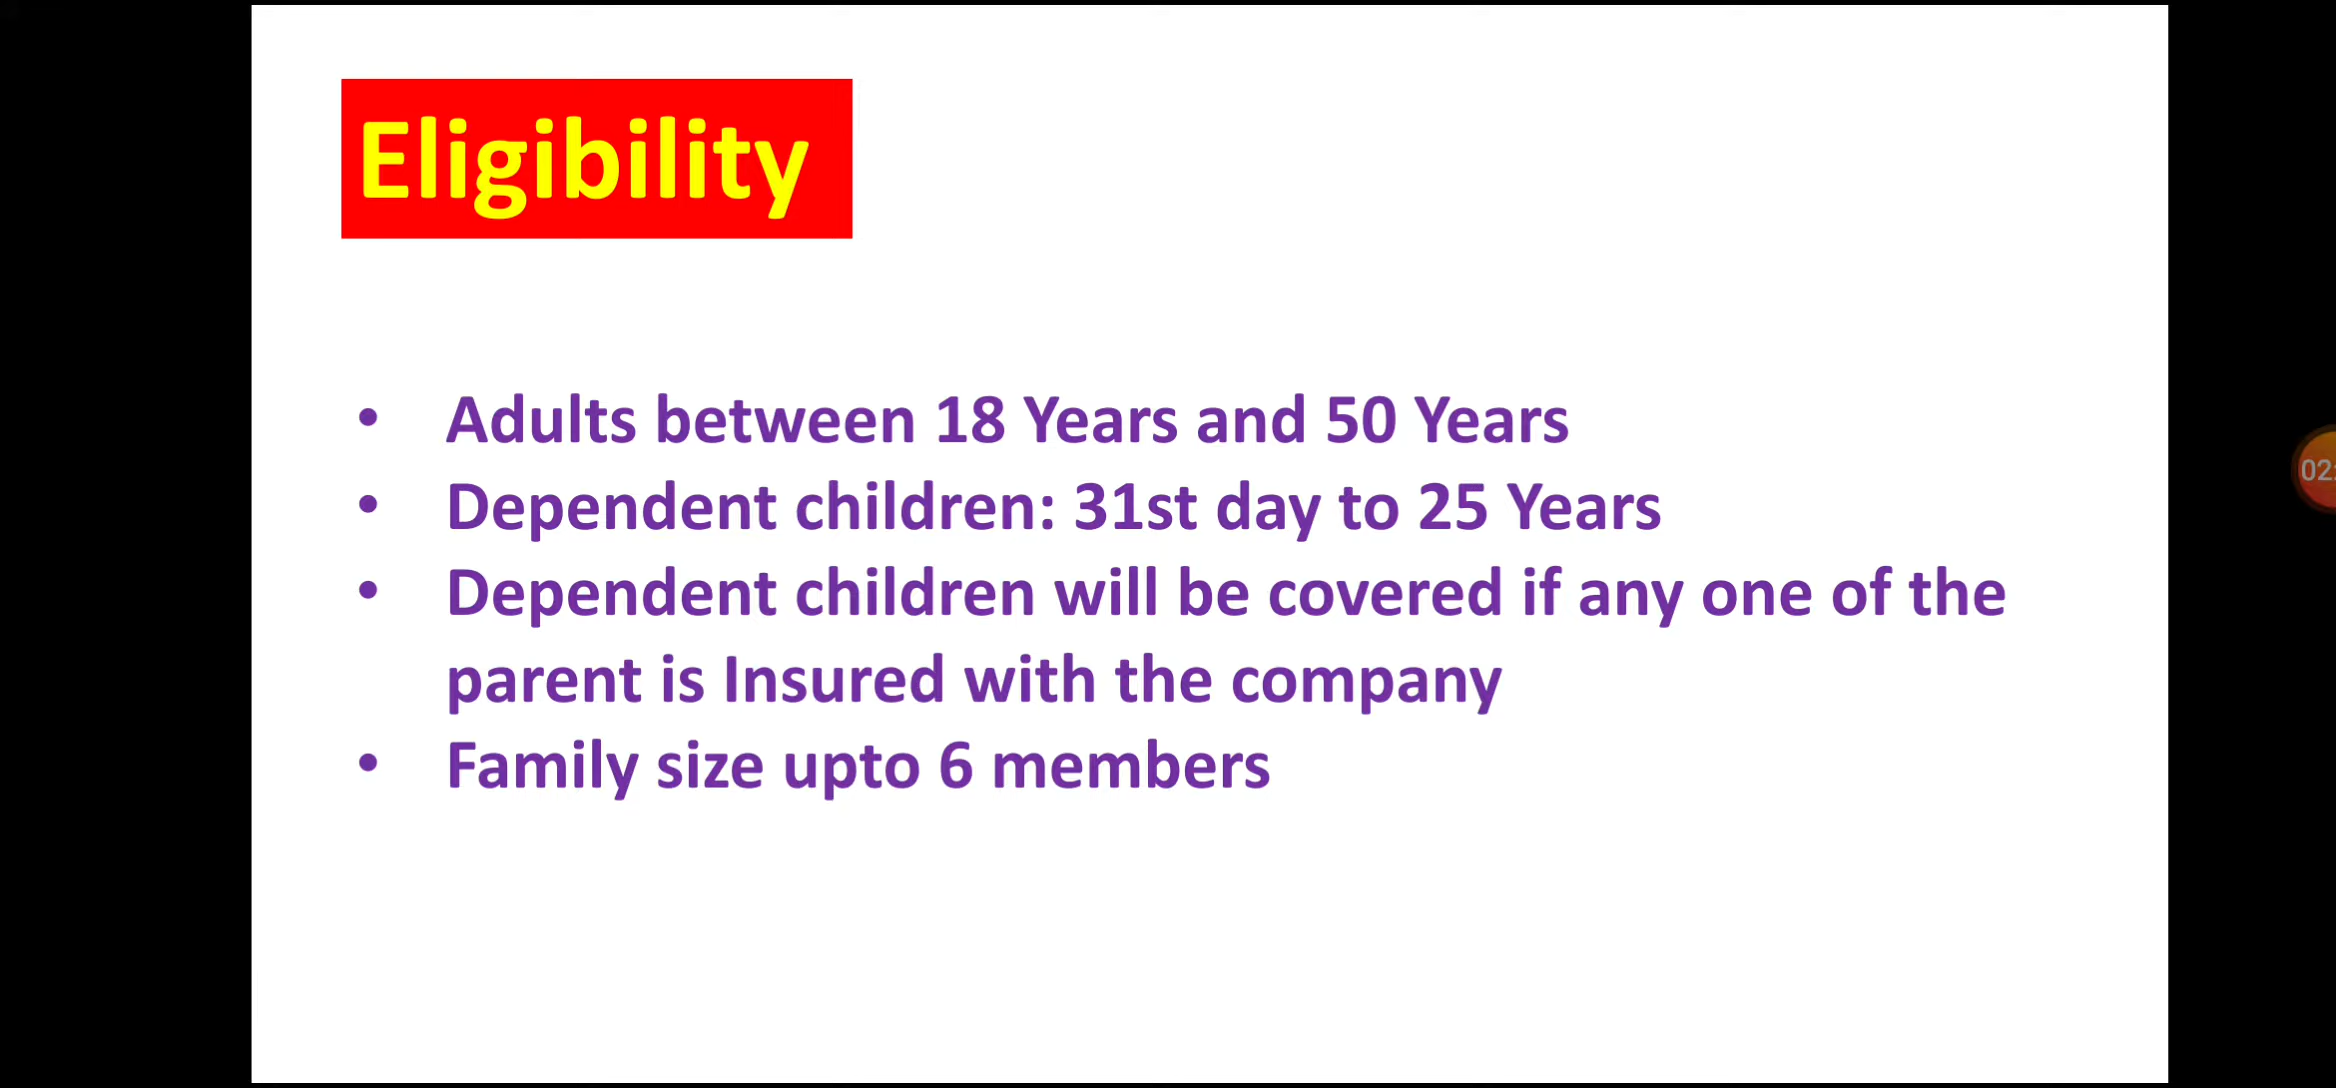 Eligibility
• Adults between 18 Years and 50 Years
• Dependent children: 31st day to 25 Years
• Dependent children will be covered if any one of the
parent is Insured with the company
• Family size upto 6 members
02: